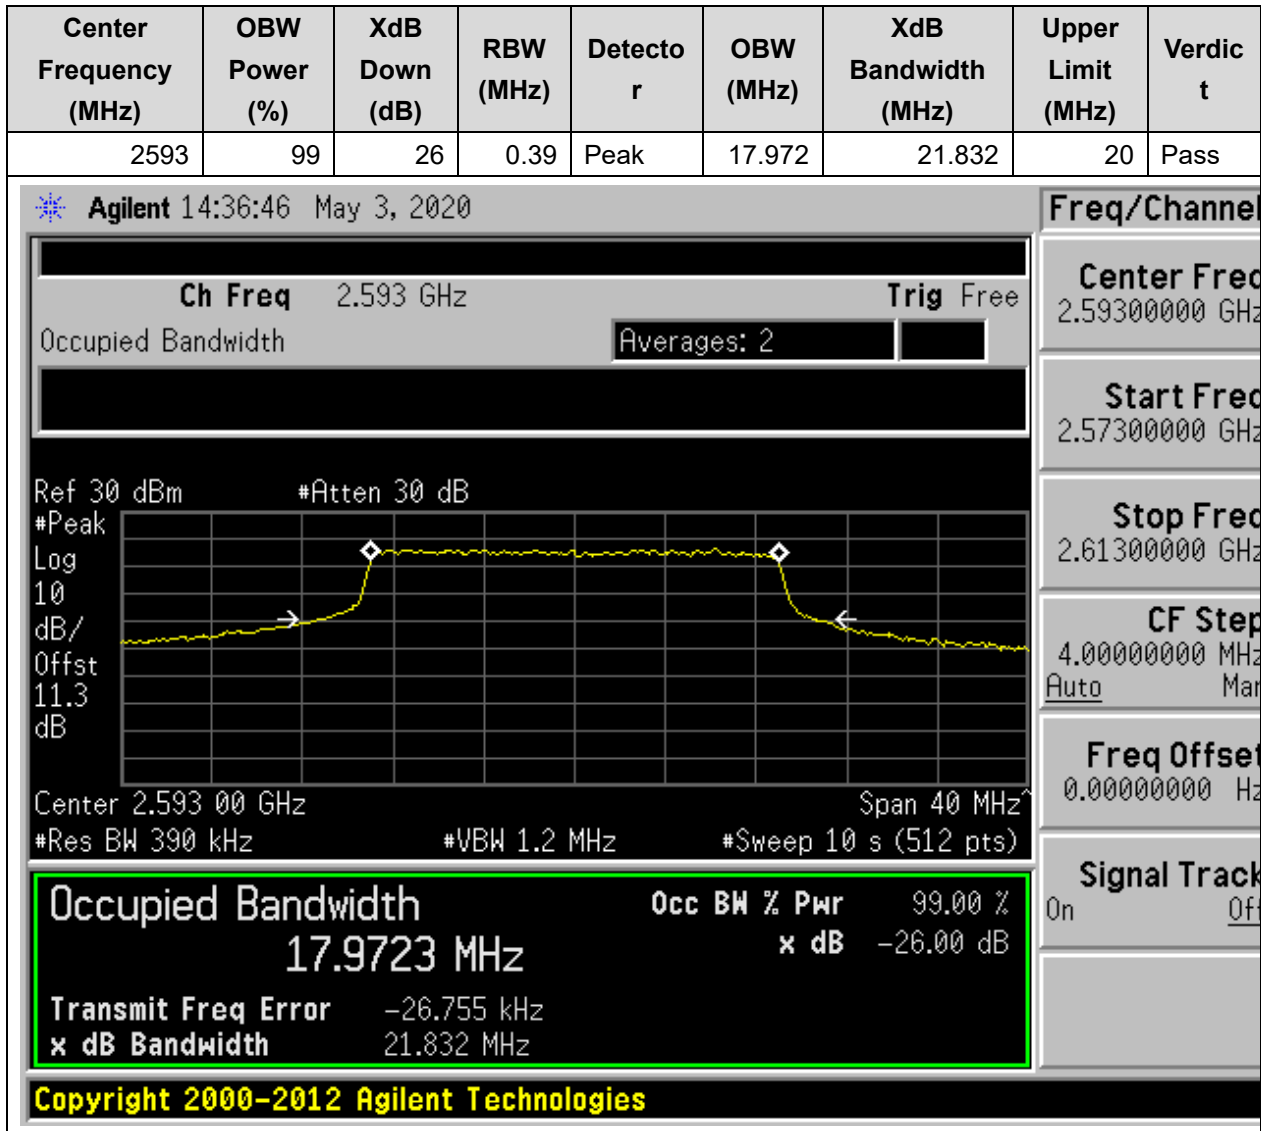 Center Frequency (MHz) OBW Power (%) XdB Down (dB) RBW (MHz) Detecto r OBW (MHz) XdB Bandwidth (MHz) Upper Limit (MHz) Verdic t
2593 99 26 0.39 Peak 17.972 21.832 20 Pass
Agilent 14:36:46 May 3, 2020
Freq/Channel
Ch Freq 2.593 GHz Trig Free
Occupied Bandwidth Averages: 2
Center Freq
2.59300000 GHz
Start Freq
2.57300000 GHz
Stop Freq
2.61300000 GHz
CF Step
4.00000000 MHz
Auto Man
Freq Offset
0.00000000 Hz
Signal Track
On Off
Ref 30 dBm #Atten 30 dB
#Peak
Log
10
dB/
Offst
11.3
dB
Center 2.593 00 GHz Span 40 MHz^
#Res BW 390 kHz #VBW 1.2 MHz #Sweep 10 s (512 pts)
Occupied Bandwidth Occ BW % Pwr 99.00 %
17.9723 MHz x dB -26.00 dB
Transmit Freq Error -26.755 kHz
x dB Bandwidth 21.832 MHz
Copyright 2000-2012 Agilent Technologies